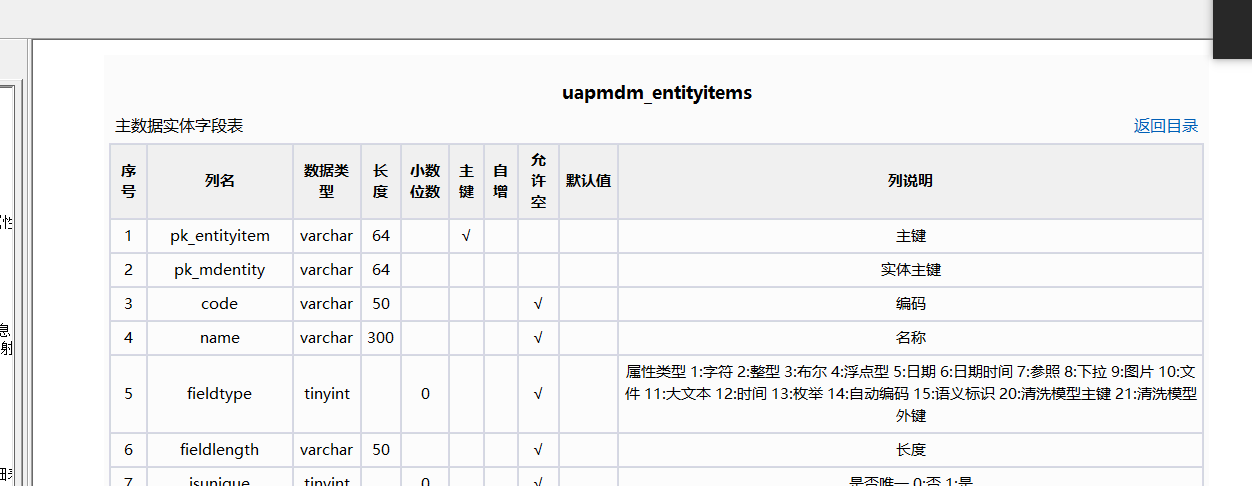 uapmdm_entityitems
主数据实体字段表 返回目录
序号 列名 数据类型 长度 小数位数 主键 自增 允许空 默认值 列说明
1 pk_entityitem varchar 64 √ 主键
2 pk_mdentity varchar 64 实体主键
3 code varchar 50 √ 编码
4 name varchar 300 √ 名称
5 fieldtype tinyint 0 √ 属性类型 1:字符 2:整型 3:布尔 4:浮点型 5:日期 6:日期时间 7:参照 8:下拉 9:图片 10:文
件 11:大文本 12:时间 13:枚举 14:自动编码 15:语义标识 20:清洗模型主键 21:清洗模型
外键
6 fieldlength varchar 50 √ 长度
7 isunique tinyint 0 √ 是否唯一 0:否 1:是
息
射